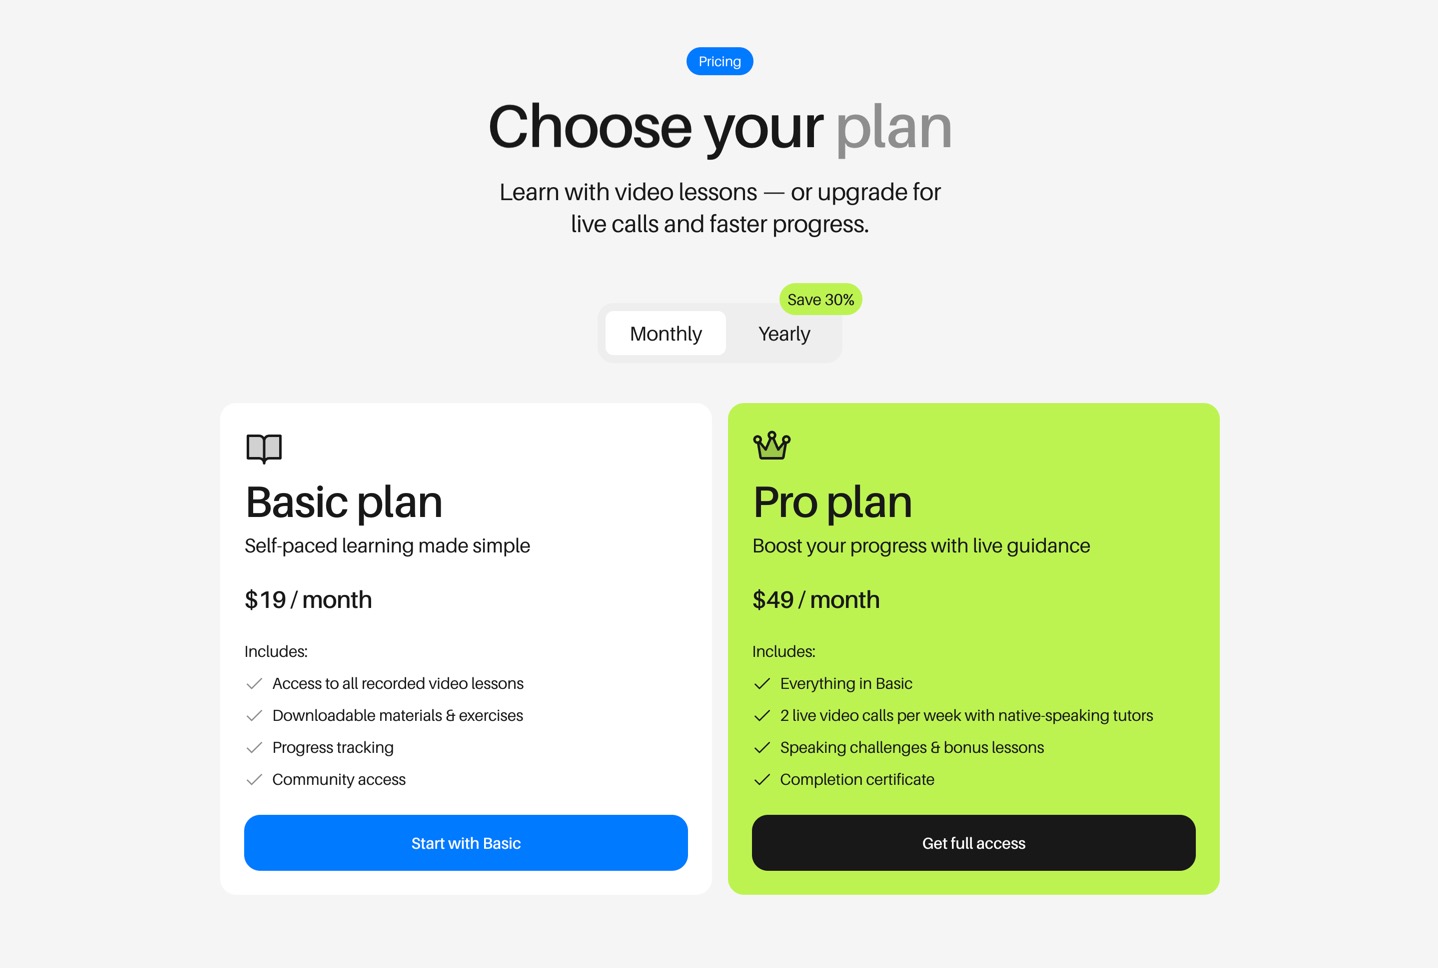 Pricing
Choose your plan
Learn with video lessons — or upgrade for
live calls and faster progress.
Save 30%
Monthly
Yearly
Basic plan
Self-paced learning made simple
$19 / month
Includes:
Access to all recorded video lessons
Downloadable materials & exercises
Progress tracking
Community access
Start with Basic
Pro plan
Boost your progress with live guidance
$49 / month
Includes:
Everything in Basic
2 live video calls per week with native-speaking tutors
Speaking challenges & bonus lessons
Completion certificate
Get full access